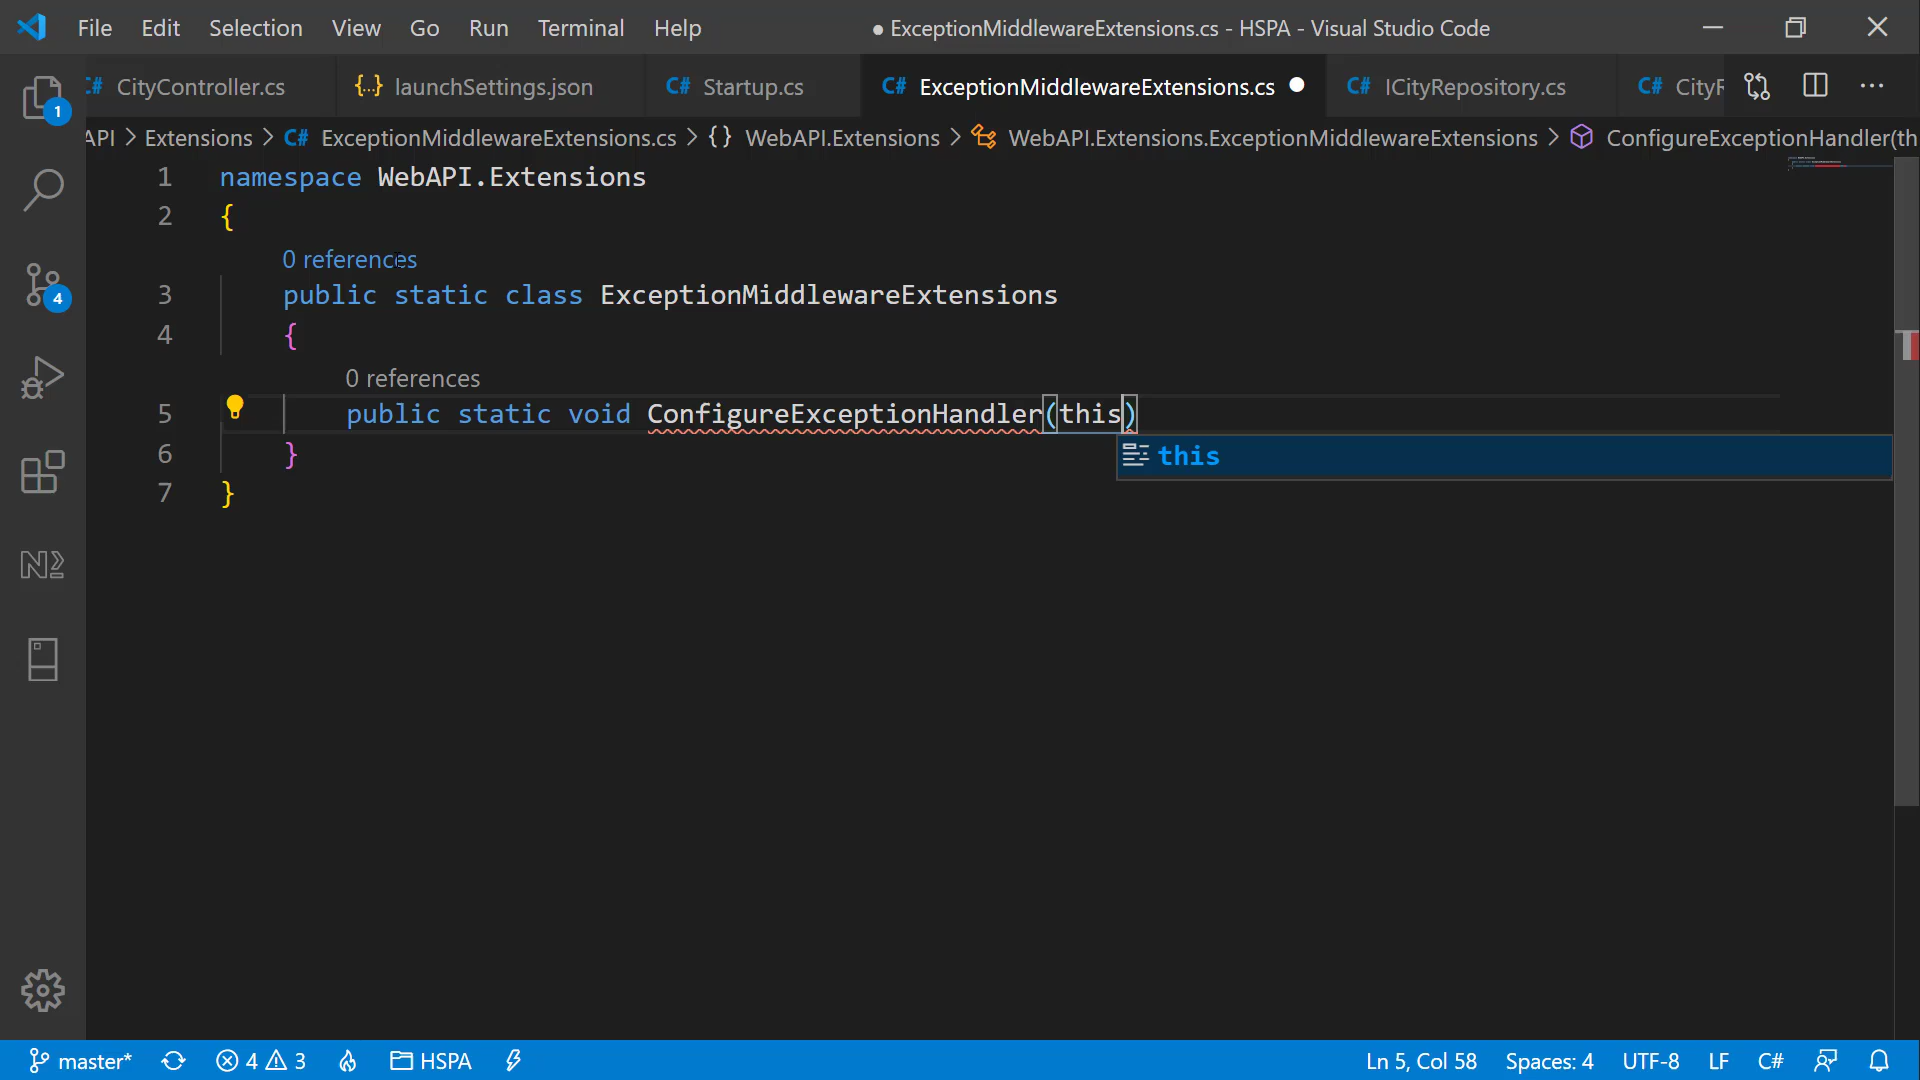 File Edit Selection View Go Run Terminal Help ● ExceptionMiddlewareExtensions.cs - HSPA - Visual Studio Code
C# CityController.cs {..} launchSettings.json C# Startup.cs C# ExceptionMiddlewareExtensions.cs ● C# ICityRepository.cs C# CityR
API > Extensions > C# ExceptionMiddlewareExtensions.cs > {} WebAPI.Extensions > WebAPI.Extensions.ExceptionMiddlewareExtensions > ConfigureExceptionHandler(th
1
1 namespace WebAPI.Extensions
2 {
0 references
3 public static class ExceptionMiddlewareExtensions
4 {
4
0 references
5 public static void ConfigureExceptionHandler(this)
this
6 }
7 }
master* 4 3 HSPA Ln 5, Col 58 Spaces: 4 UTF-8 LF C#